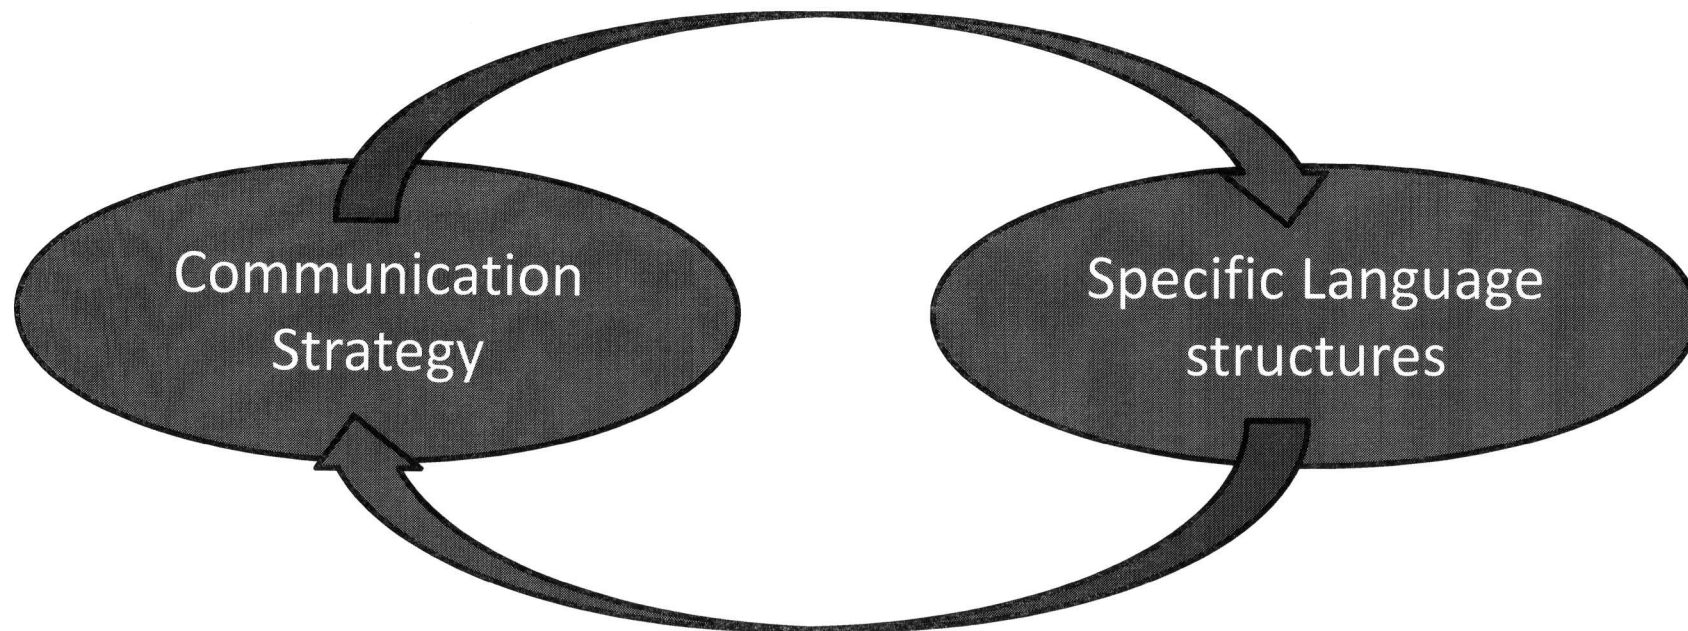 Communication
Strategy
Specific Language
structures